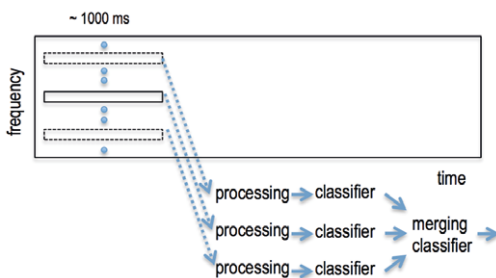 ~ 1000 ms
frequency
time
processing classifier
processing classifier
merging
classifier
processing classifier